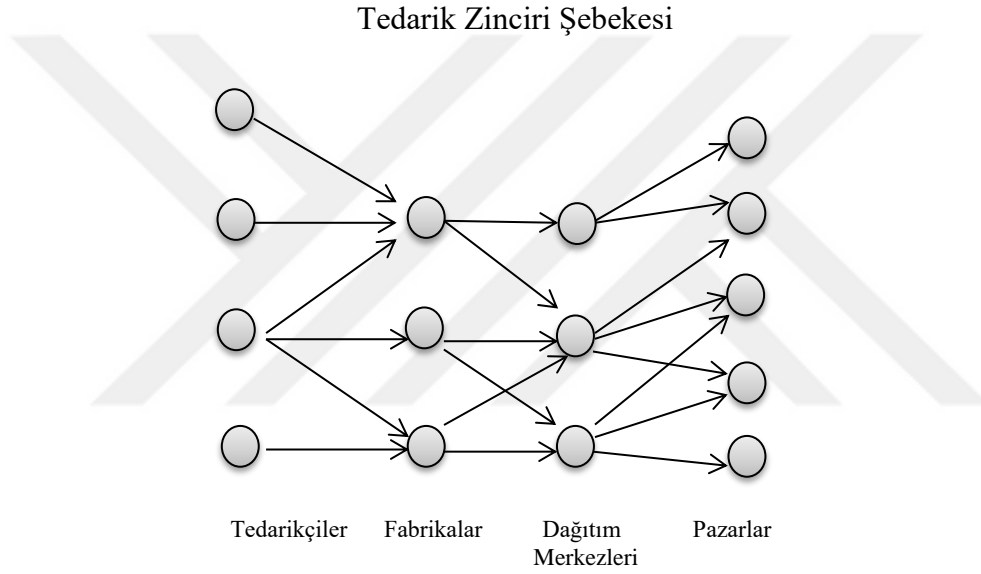 Tedarik Zinciri Şebekesi
Tedarikçiler
Fabrikalar
Dağıtım
Merkezleri
Pazarlar